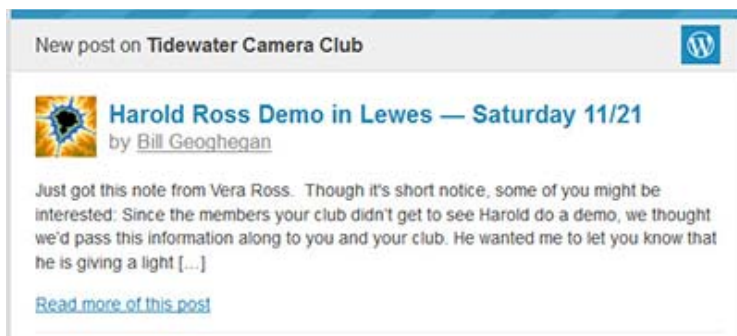 New post on Tidewater Camera Club
Harold Ross Demo in Lewes — Saturday 11/21
by Bill Geoghegan
Just got this note from Vera Ross.  Though it's short notice, some of you might be
interested: Since the members your club didn't get to see Harold do a demo, we thought
we'd pass this information along to you and your club. He wanted me to let you know that
he is giving a light […]
Read more of this post